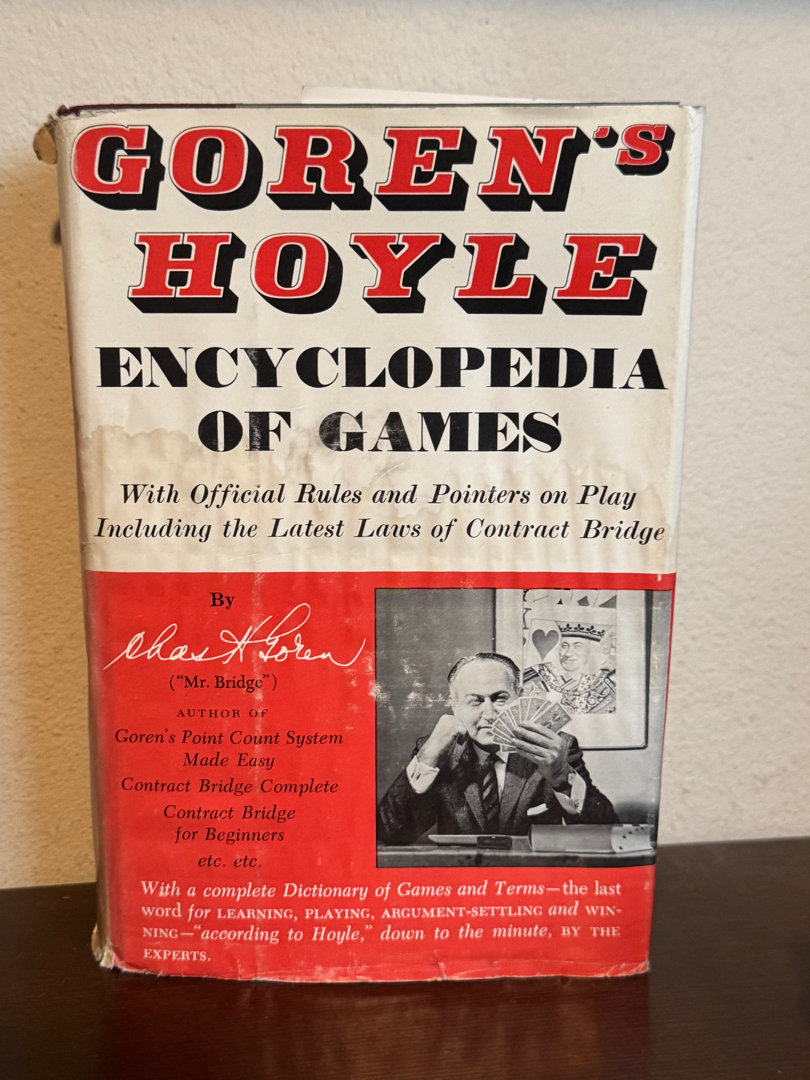 GOREN'S
HOYLE
ENCYCLOPEDIA
OF GAMES
With Official Rules and Pointers on Play
Including the Latest Laws of Contract Bridge
By
Chas H Goren
("Mr. Bridge")
AUTHOR OF
Goren's Point Count System
Made Easy
Contract Bridge Complete
Contract Bridge
for Beginners
etc. etc.
With a complete Dictionary of Games and Terms—the last
word for LEARNING, PLAYING, ARGUMENT-SETTLING and WIN-
NING—"according to Hoyle," down to the minute, BY THE
EXPERTS.